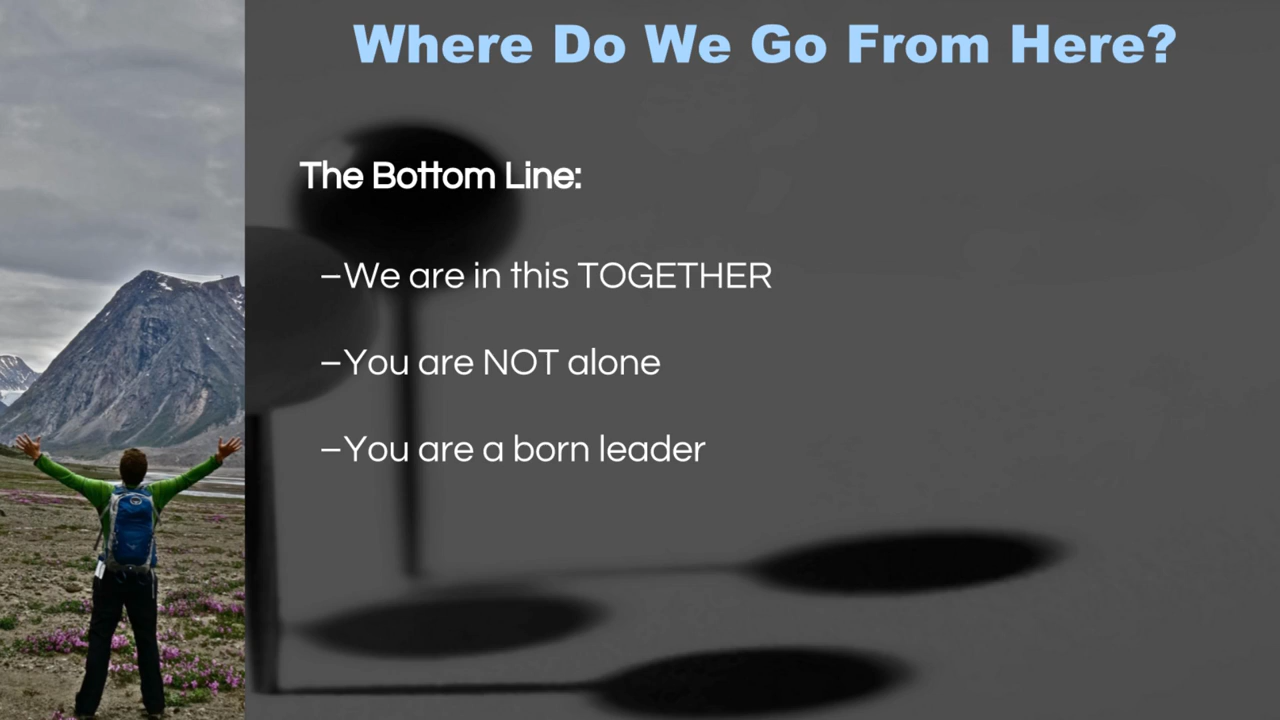 Where Do We Go From Here?
The Bottom Line:
–We are in this TOGETHER
–You are NOT alone
–You are a born leader